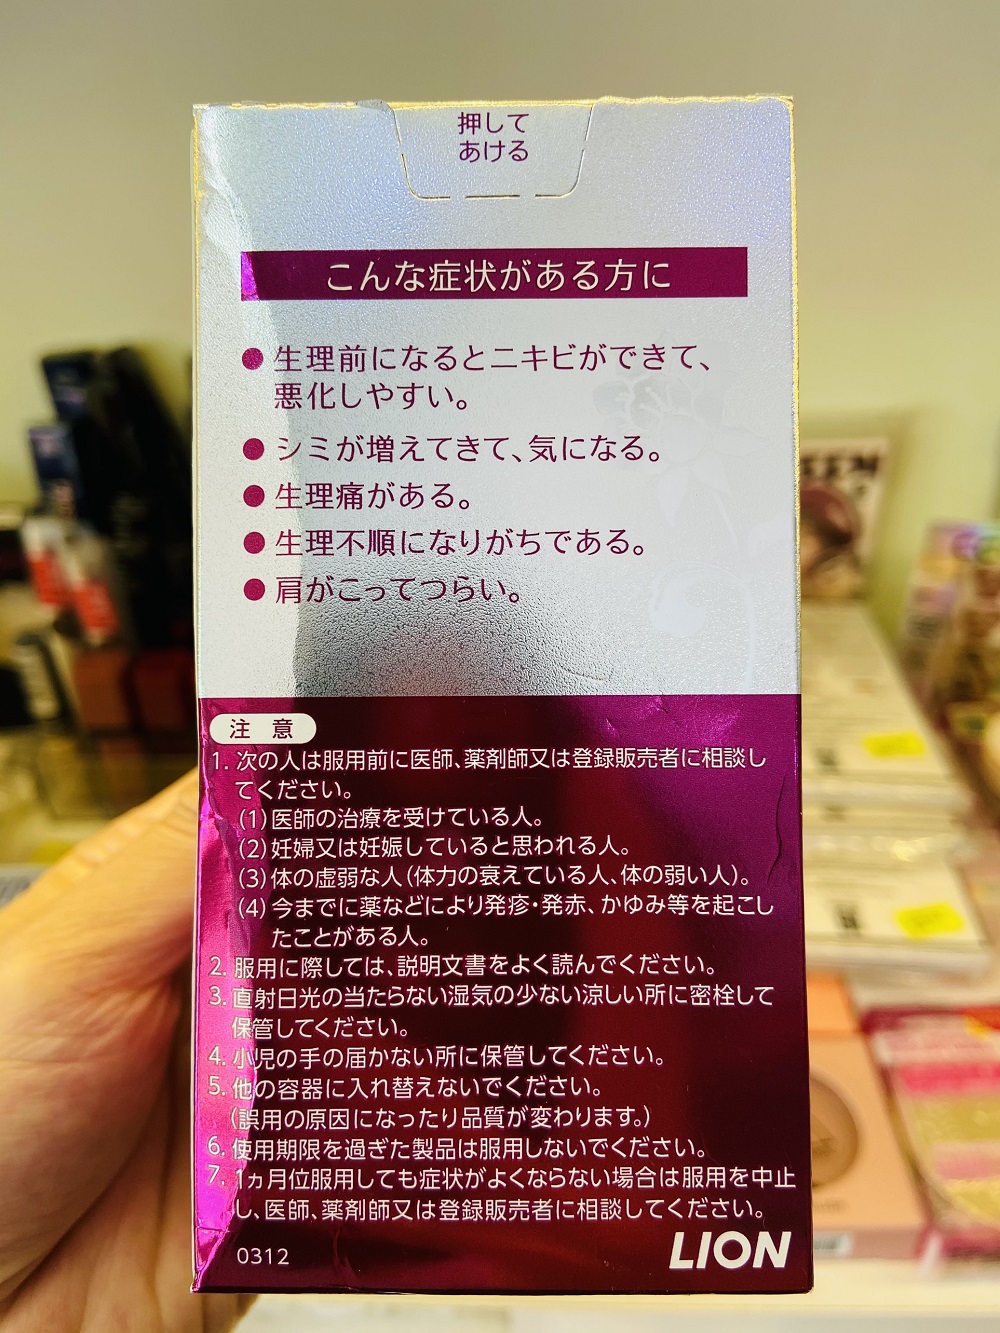 押して
あける
こんな症状がある方に
● 生理前になるとニキビができて、
悪化しやすい。
● シミが増えてきて、気になる。
● 生理痛がある。
● 生理不順になりがちである。
● 肩がこってつらい。
注 意
1. 次の人は服用前に医師、薬剤師又は登録販売者に相談し
てください。
(1)医師の治療を受けている人。
(2)妊婦又は妊娠していると思われる人。
(3)体の虚弱な人(体力の衰えている人、体の弱い人)。
(4)今までに薬などにより発疹・発赤、かゆみ等を起こし
たことがある人。
2. 服用に際しては、説明文書をよく読んでください。
3. 直射日光の当たらない湿気の少ない涼しい所に密栓して
保管してください。
4. 小児の手の届かない所に保管してください。
5. 他の容器に入れ替えないでください。
(誤用の原因になったり品質が変わります。)
6. 使用期限を過ぎた製品は服用しないでください。
7. 1ヵ月位服用しても症状がよくならない場合は服用を中止
し、医師、薬剤師又は登録販売者に相談してください。
0312
LION